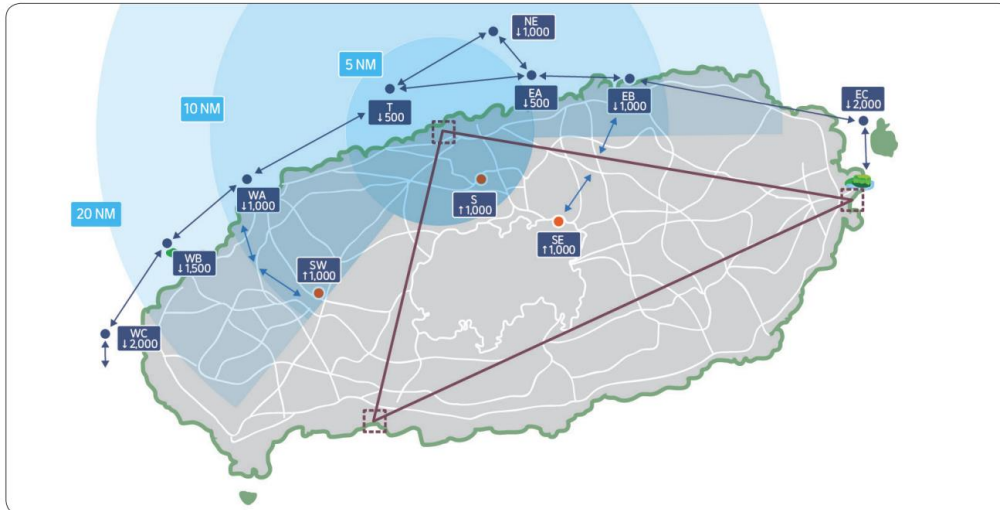 NE
↓1,000
5 NM
T
↓500
EA
↓500
EB
↓1,000
EC
↓2,000
10 NM
WA
↓1,000
S
↑1,000
20 NM
WB
↓1,500
SW
↑1,000
SE
↑1,000
WC
↓2,000